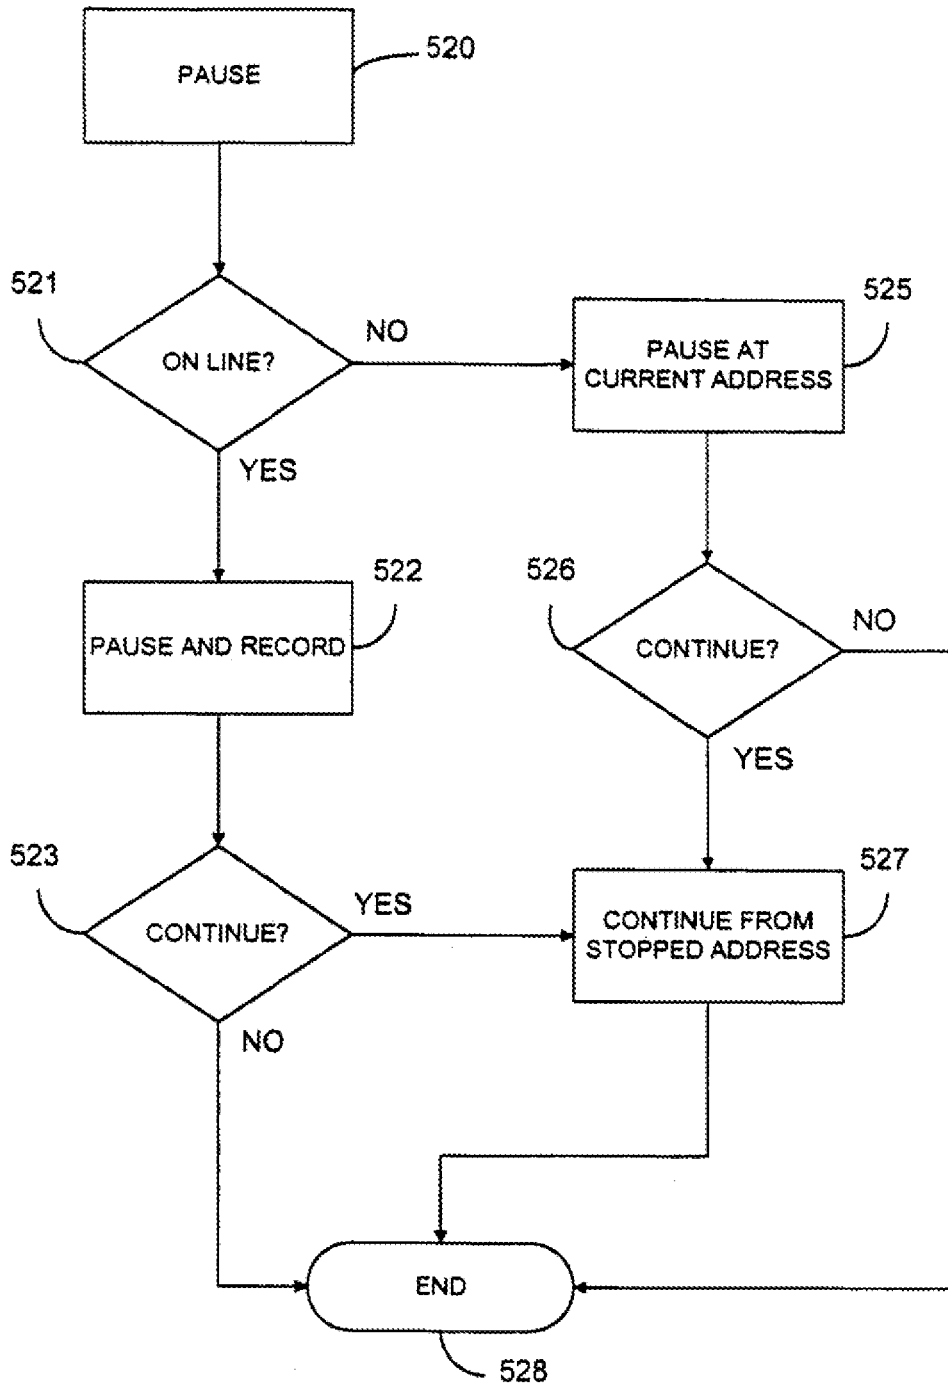 PAUSE
520
521
ON LINE?
NO
YES
525
PAUSE AT
CURRENT ADDRESS
522
PAUSE AND RECORD
526
CONTINUE?
NO
YES
523
CONTINUE?
YES
NO
527
CONTINUE FROM
STOPPED ADDRESS
END
528